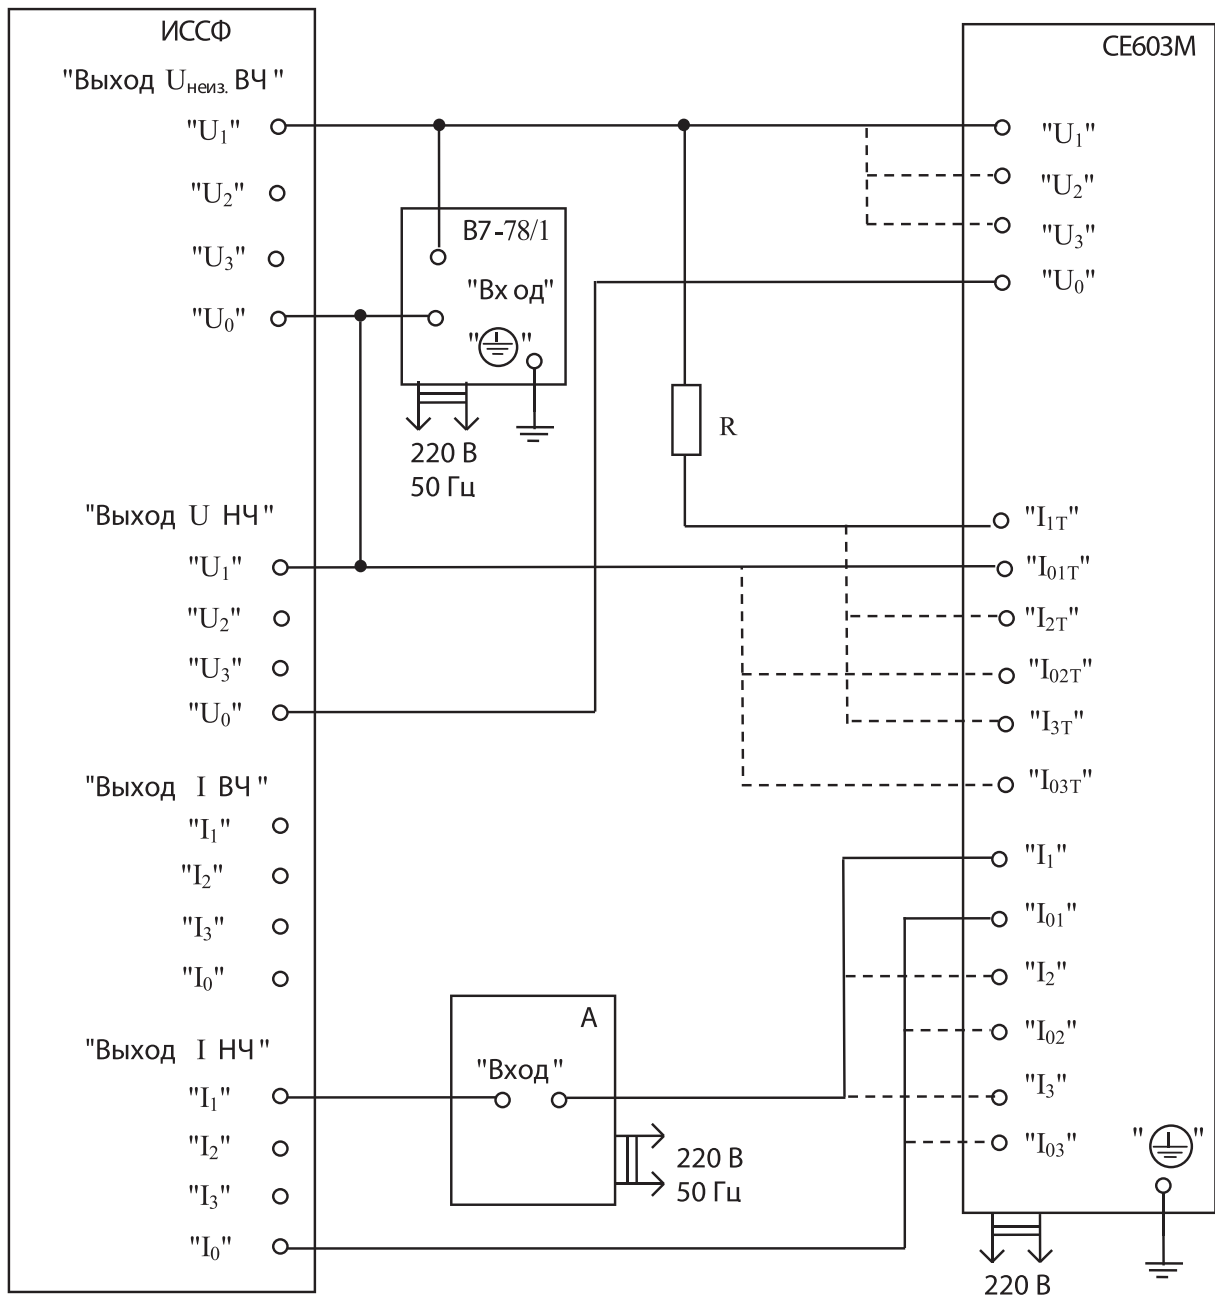 ИССФ
"Выход Uнеиз. ВЧ "
"U1"
"U2"
"U3"
"U0"
"Выход U НЧ"
"U1"
"U2"
"U3"
"U0"
"Выход I ВЧ "
"I1"
"I2"
"I3"
"I0"
"Выход I НЧ"
"I1"
"I2"
"I3"
"I0"
В7-78/1
"Вх од"
" "
220 В
50 Гц
R
А
"Вход"
220 В
50 Гц
СЕ603М
"U1"
"U2"
"U3"
"U0"
"I1T"
"I01T"
"I2T"
"I02T"
"I3T"
"I03T"
"I1"
"I01"
"I2"
"I02"
"I3"
"I03"
" "
220 В